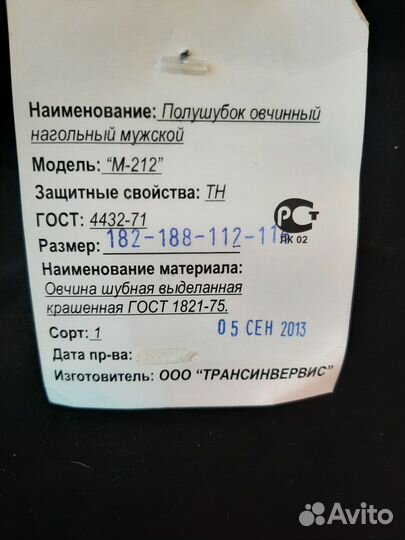 Наименование: Полушубок овчинный
нагольный мужской
Модель: "М-212"
Защитные свойства: ТН
ГОСТ: 4432-71
РСТ
ЛК 02
Размер: 182-188-112-116
Наименование материала:
Овчина шубная выделанная
крашенная ГОСТ 1821-75.
Сорт: 1
05 СЕН 2013
Дата пр-ва:
Изготовитель: ООО "ТРАНСИНВЕРВИС"
Avito